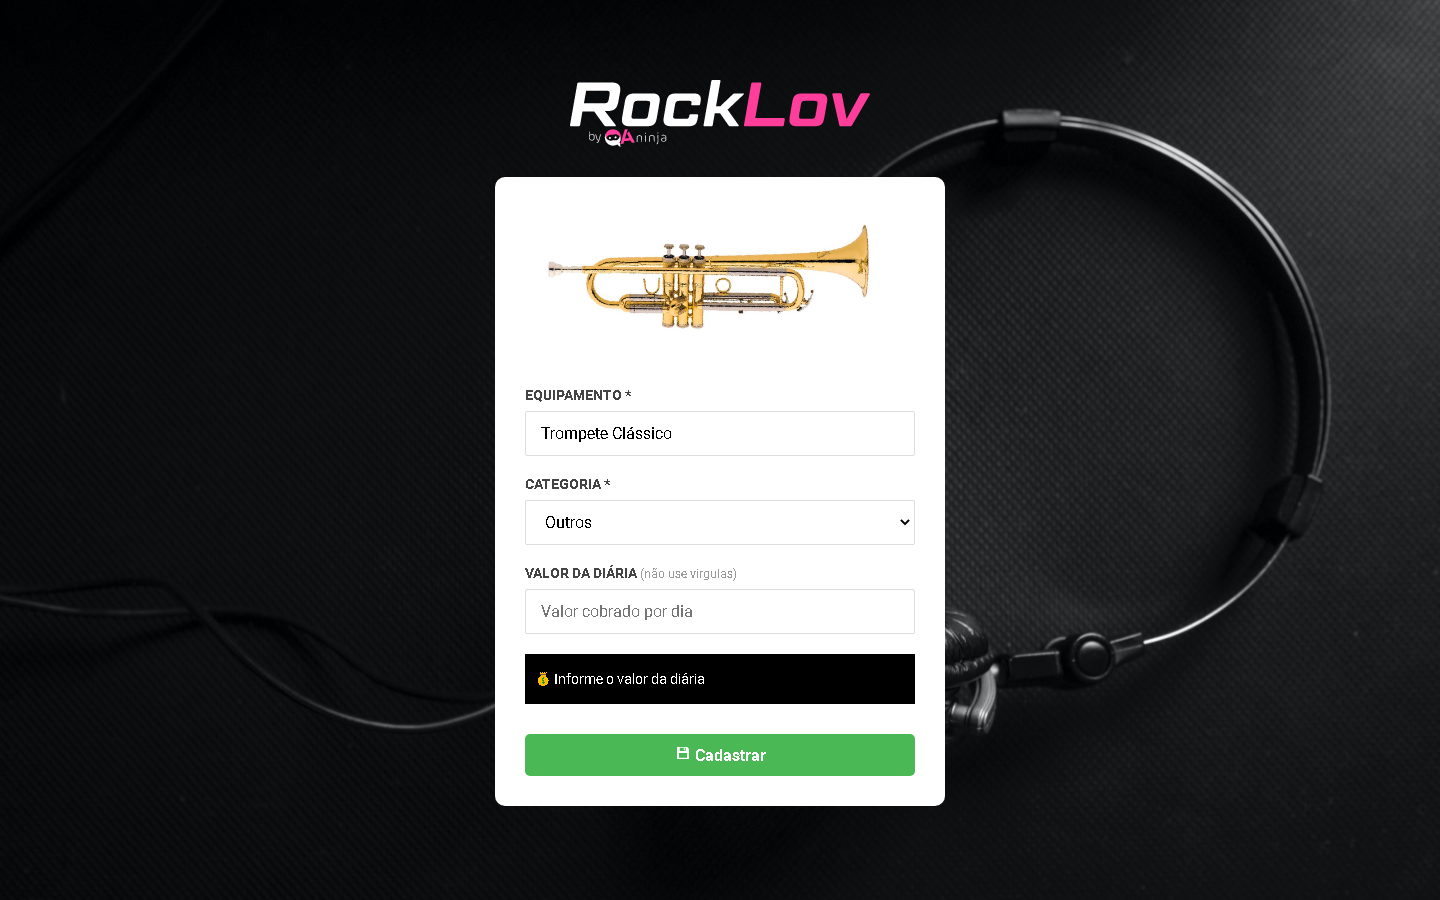 RockLov
by QAninja
EQUIPAMENTO *
Trompete Clássico
CATEGORIA *
Outros
VALOR DA DIÁRIA (não use virgulas)
Valor cobrado por dia
Informe o valor da diária
Cadastrar